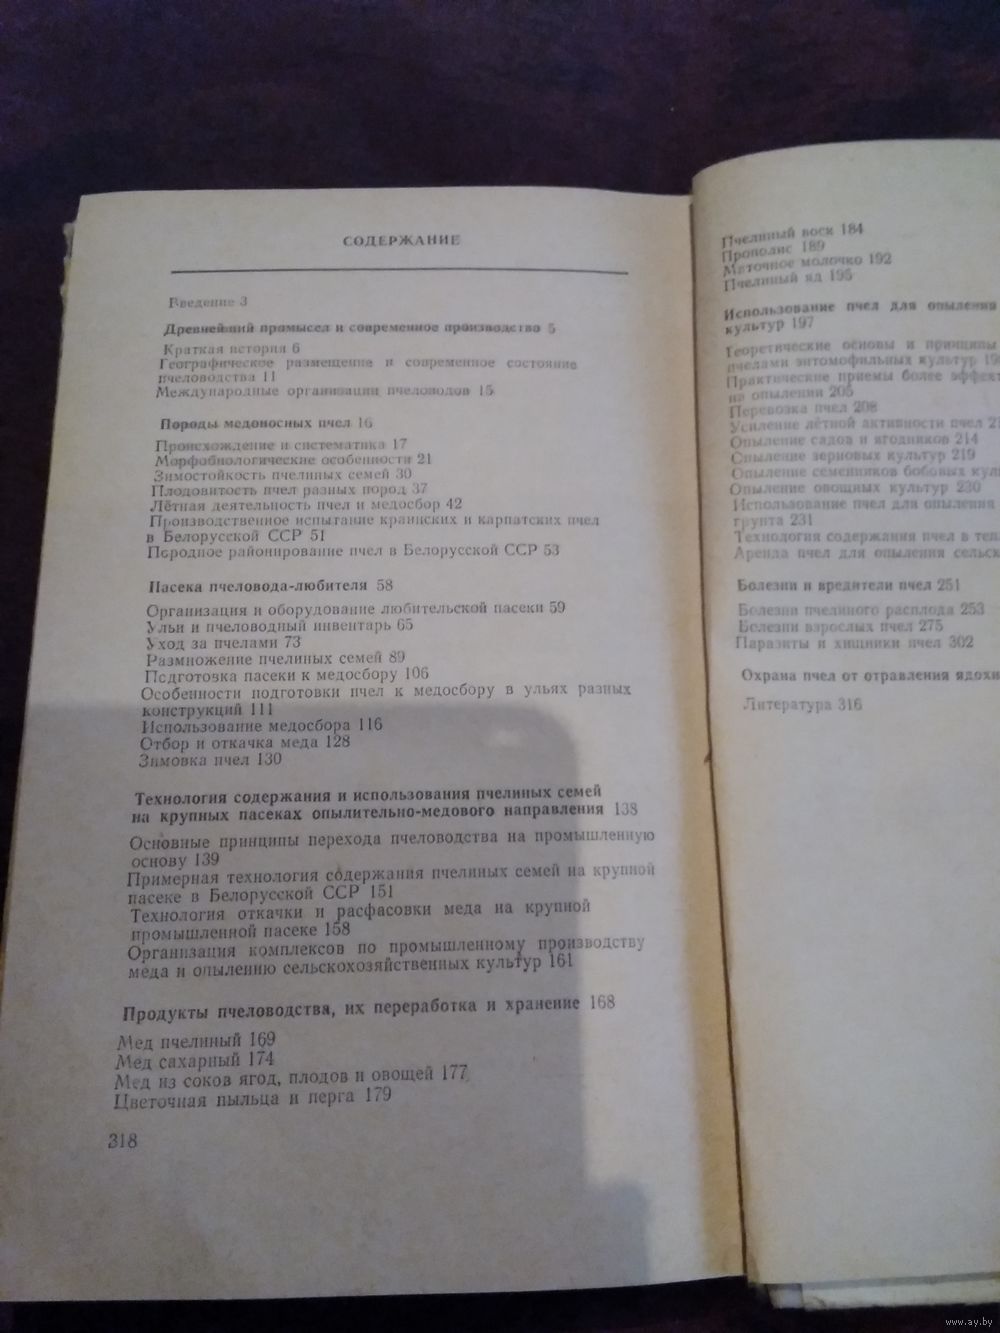 СОДЕРЖАНИЕ
Введение 3
Древнейший промысел и современное производство 5
Краткая история 6
Географическое размещение и современное состояние
пчеловодства 11
Международные организации пчеловодов 15
Породы медоносных пчел 16
Происхождение и систематика 17
Морфобиологические особенности 21
Зимостойкость пчелиных семей 30
Плодовитость пчел разных пород 37
Лётная деятельность пчел и медосбор 42
Производственное испытание краинских и карпатских пчел
в Белорусской ССР 51
Породное районирование пчел в Белорусской ССР 53
Пасека пчеловода-любителя 58
Организация и оборудование любительской пасеки 59
Ульи и пчеловодный инвентарь 65
Уход за пчелами 73
Размножение пчелиных семей 89
Подготовка пасеки к медосбору 106
Особенности подготовки пчел к медосбору в ульях разных
конструкций 111
Использование медосбора 116
Отбор и откачка меда 128
Зимовка пчел 130
Технология содержания и использования пчелиных семей
на крупных пасеках опылительно-медового направления 138
Основные принципы перехода пчеловодства на промышленную
основу 139
Примерная технология содержания пчелиных семей на крупной
пасеке в Белорусской ССР 151
Технология откачки и расфасовки меда на крупной
промышленной пасеке 158
Организация комплексов по промышленному производству
меда и опылению сельскохозяйственных культур 161
Продукты пчеловодства, их переработка и хранение 168
Мед пчелиный 169
Мед сахарный 174
Мед из соков ягод, плодов и овощей 177
Цветочная пыльца и перга 179
318
Пчелиный воск 184
Прополис 189
Маточное молочко 192
Пчелиный яд 195
Использование пчел для опыления
культур 197
Теоретические основы и принципы
пчелами энтомофильных культур
Практические приемы более
на опылении 205
Перевозка пчел 208
Усиление лётной активности пчел
Опыление садов и ягодников 214
Опыление зерновых культур 219
Опыление семенников бобовых
Опыление овощных культур 230
Использование пчел для опыления
грунта 231
Технология содержания пчел в
Аренда пчел для опыления
Болезни и вредители пчел 251
Болезни пчелиного расплода 253
Болезни взрослых пчел 275
Паразиты и хищники пчел 302
Охрана пчел от отравления
Литература 316
www.ay.by